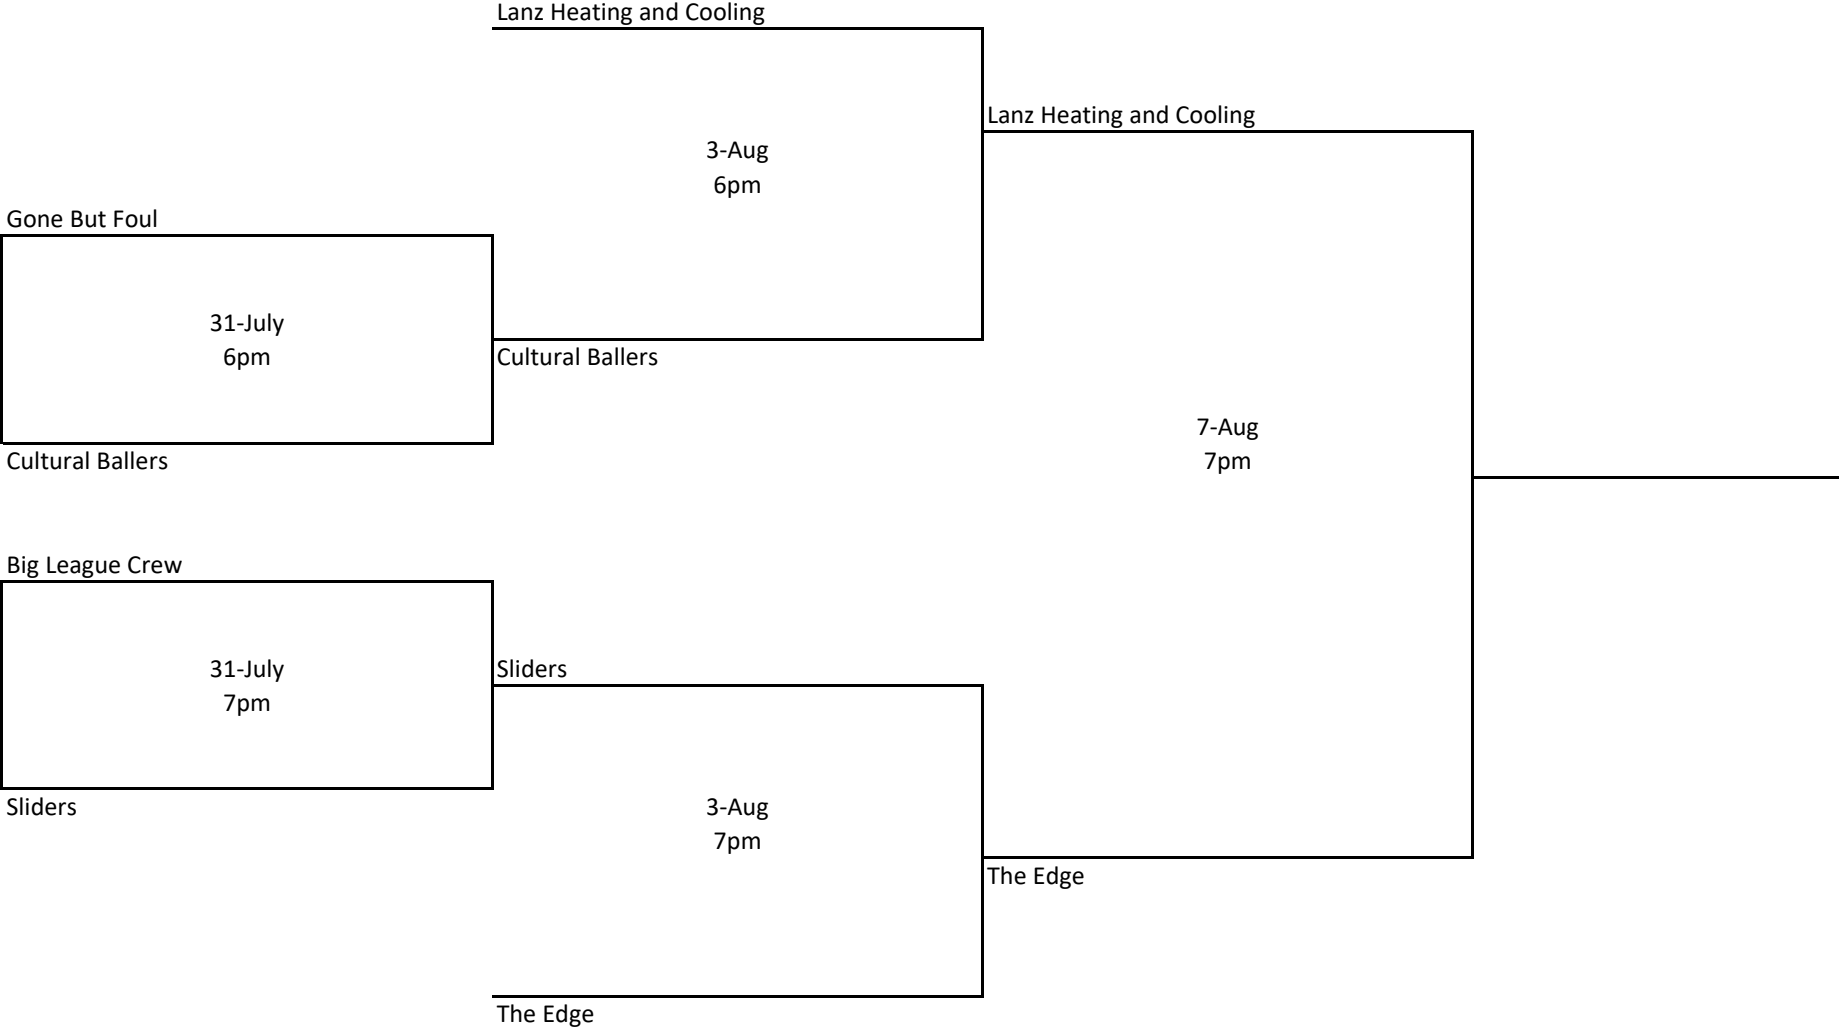 Lanz Heating and Cooling
Lanz Heating and Cooling
3-Aug
6pm
Gone But Foul
31-July
6pm
Cultural Ballers
Cultural Ballers
7-Aug
7pm
Big League Crew
31-July
7pm
Sliders
Sliders
3-Aug
7pm
The Edge
The Edge